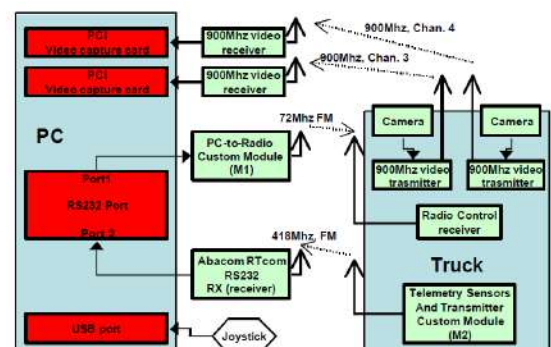 PCI
Video capture card
900Mhz video
receiver
900Mhz, Chan. 4
PCI
Video capture card
900Mhz video
receiver
900Mhz, Chan. 3
PC
PC-to-Radio
Custom Module
(M1)
72Mhz FM
Camera
Camera
900Mhz video
trasmitter
900Mhz video
trasmitter
Port1
RS232 Port
Port 2
Radio Control
receiver
418Mhz, FM
Abacom RTcom
RS232
RX (receiver)
Truck
Telemetry Sensors
And Transmitter
Custom Module
(M2)
USB port
Joystick